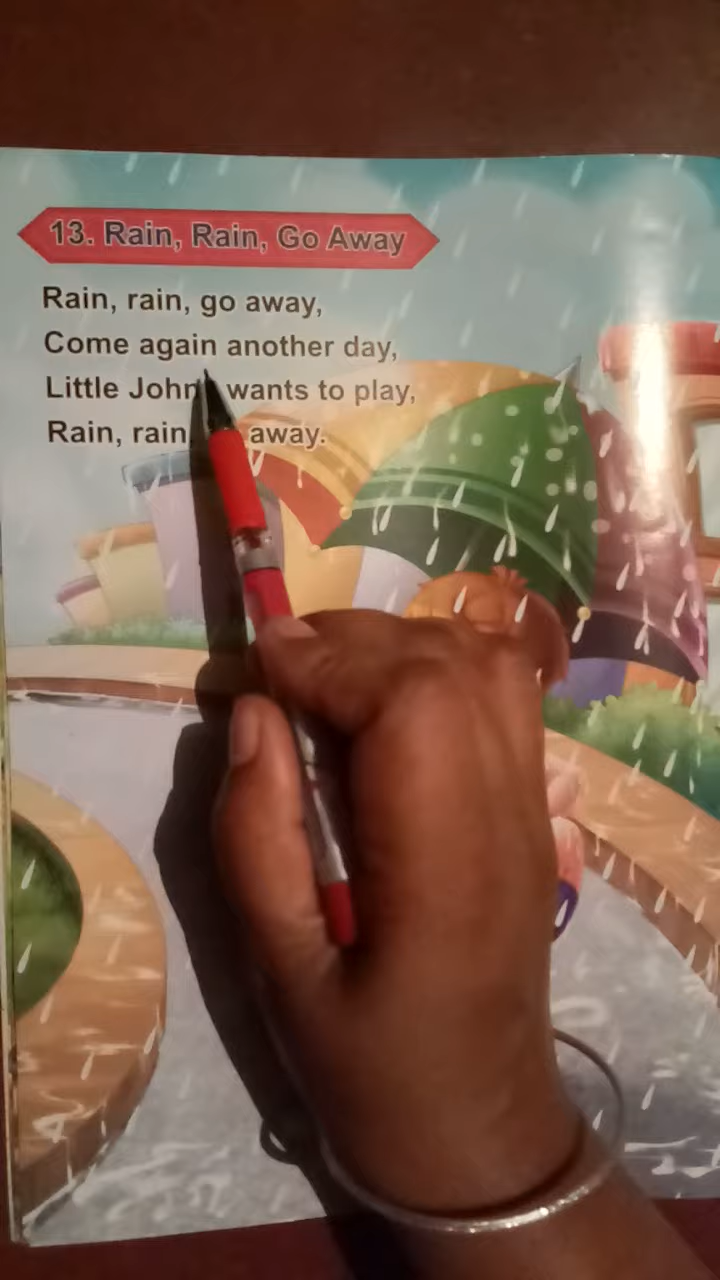 13. Rain, Rain, Go Away
Rain, rain, go away,
Come again another day,
Little John wants to play,
Rain, rain, away.